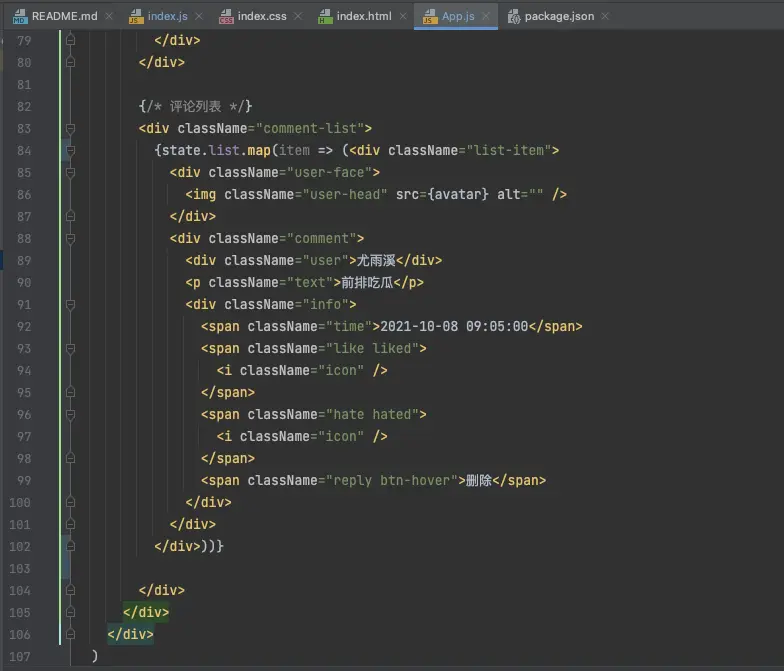 README.md index.js index.css index.html App.js package.json
79 </div>
80 </div>
81
82 {/* 评论列表 */}
83 <div className="comment-list">
84 {state.list.map(item => (<div className="list-item">
85 <div className="user-face">
86 <img className="user-head" src={avatar} alt="" />
87 </div>
88 <div className="comment">
89 <div className="user">尤雨溪</div>
90 <p className="text">前排吃瓜</p>
91 <div className="info">
92 <span className="time">2021-10-08 09:05:00</span>
93 <span className="like liked">
94 <i className="icon" />
95 </span>
96 <span className="hate hated">
97 <i className="icon" />
98 </span>
99 <span className="reply btn-hover">删除</span>
100 </div>
101 </div>
102 </div>))}
103
104 </div>
105 </div>
106 </div>
107 )